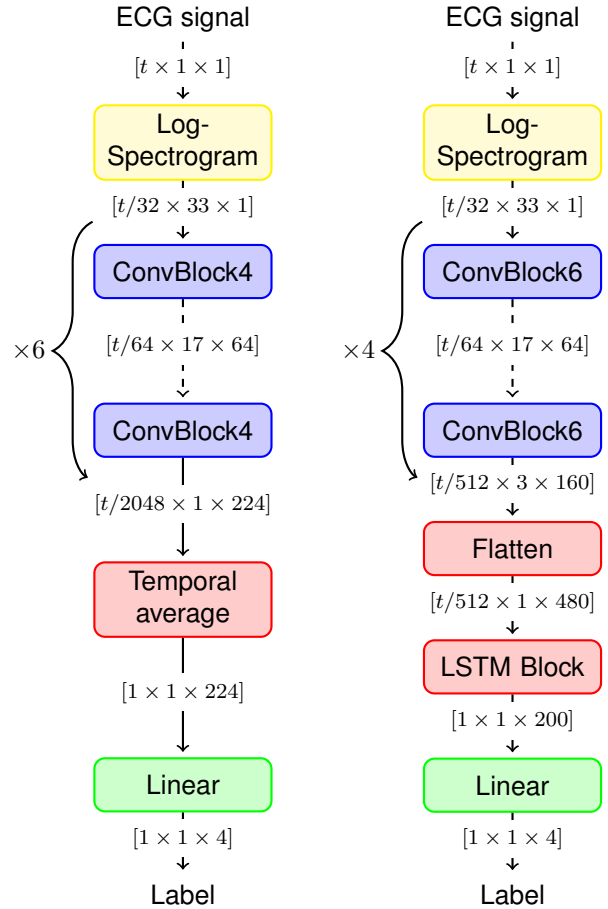 ECG signal
[t × 1 × 1]
Log-
Spectrogram
[t/32 × 33 × 1]
ConvBlock4
×6
[t/64 × 17 × 64]
ConvBlock4
[t/2048 × 1 × 224]
Temporal
average
[1 × 1 × 224]
Linear
[1 × 1 × 4]
Label
ECG signal
[t × 1 × 1]
Log-
Spectrogram
[t/32 × 33 × 1]
ConvBlock6
×4
[t/64 × 17 × 64]
ConvBlock6
[t/512 × 3 × 160]
Flatten
[t/512 × 1 × 480]
LSTM Block
[1 × 1 × 200]
Linear
[1 × 1 × 4]
Label